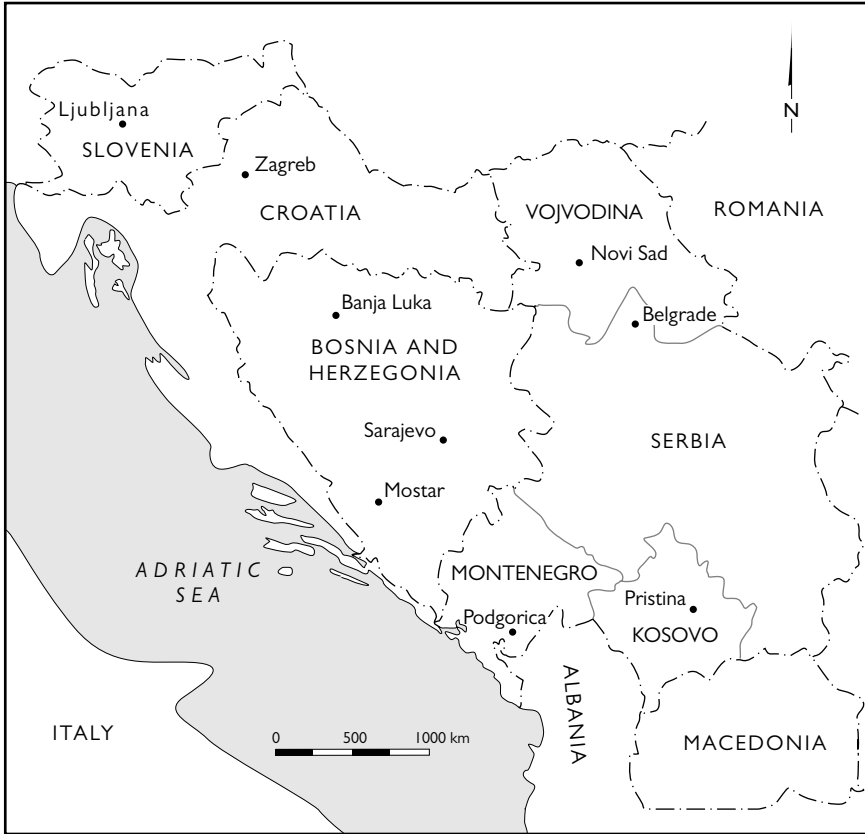 Ljubljana
SLOVENIA
Zagreb
CROATIA
N
VOJVODINA
ROMANIA
Novi Sad
Banja Luka
Belgrade
BOSNIA AND
HERZEGONIA
Sarajevo
SERBIA
Mostar
ADRIATIC
SEA
MONTENEGRO
Pristina
Podgorica
KOSOVO
ALBANIA
ITALY
0 500 1000 km
MACEDONIA